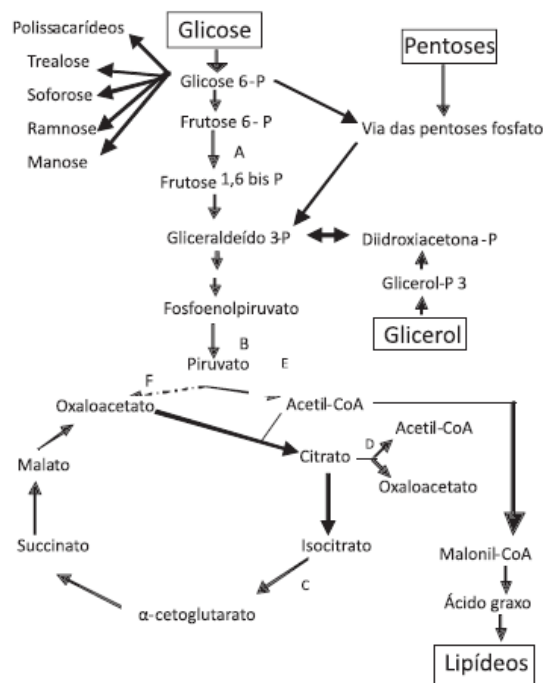 Polissacarídeos
Glicose
Pentoses
Trealose
Glicose 6-P
Soforose
Frutose 6- P
Via das pentoses fosfato
Ramnose
A
Manose
Frutose 1,6 bis P
Gliceraldeído 3-P
Diidroxiacetona-P
Glicerol-P 3
Fosfoenolpiruvato
Glicerol
B
Piruvato
E
F
Oxaloacetato
Acetil-CoA
Acetil-CoA
D
Citrato
Malato
Oxaloacetato
Succinato
Isocitrato
Malonil-CoA
C
α-cetoglutarato
Ácido graxo
Lipídeos